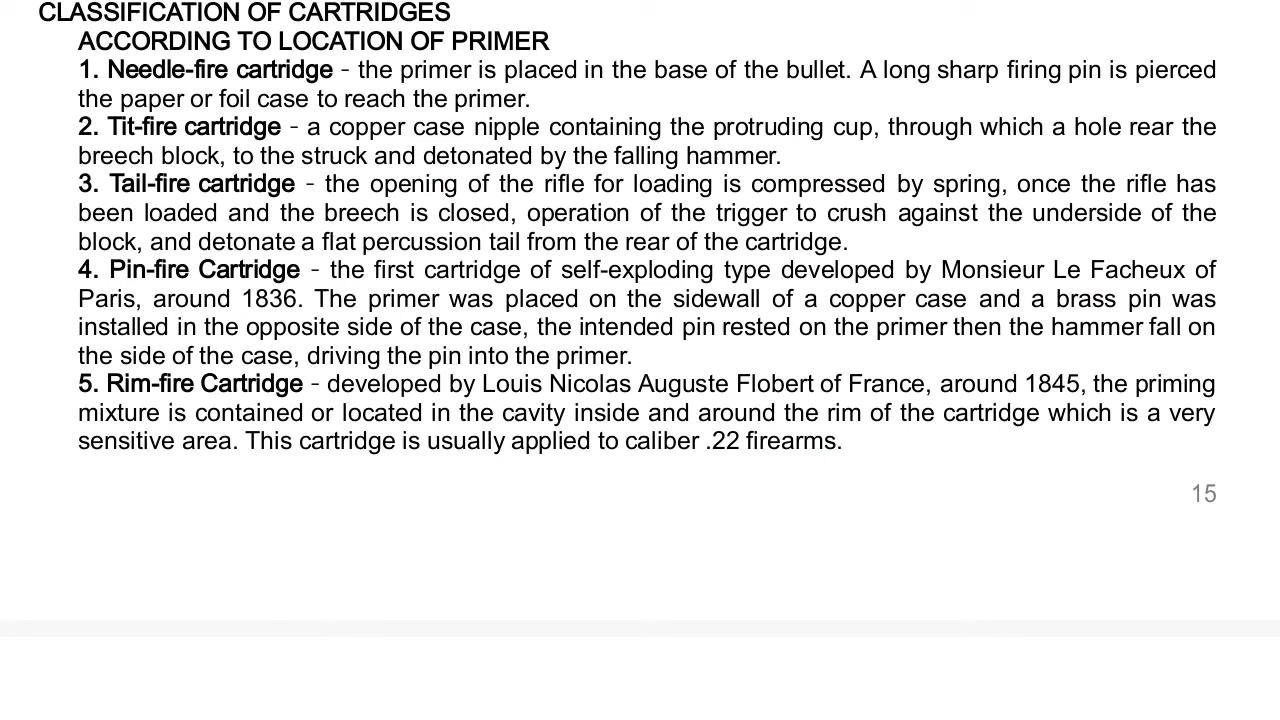 CLASSIFICATION OF CARTRIDGES
ACCORDING TO LOCATION OF PRIMER
1. Needle-fire cartridge - the primer is placed in the base of the bullet. A long sharp firing pin is pierced
the paper or foil case to reach the primer.
2. Tit-fire cartridge - a copper case nipple containing the protruding cup, through which a hole rear the
breech block, to the struck and detonated by the falling hammer.
3. Tail-fire cartridge - the opening of the rifle for loading is compressed by spring, once the rifle has
been loaded and the breech is closed, operation of the trigger to crush against the underside of the
block, and detonate a flat percussion tail from the rear of the cartridge.
4. Pin-fire Cartridge - the first cartridge of self-exploding type developed by Monsieur Le Facheux of
Paris, around 1836. The primer was placed on the sidewall of a copper case and a brass pin was
installed in the opposite side of the case, the intended pin rested on the primer then the hammer fall on
the side of the case, driving the pin into the primer.
5. Rim-fire Cartridge - developed by Louis Nicolas Auguste Flobert of France, around 1845, the priming
mixture is contained or located in the cavity inside and around the rim of the cartridge which is a very
sensitive area. This cartridge is usually applied to caliber .22 firearms.
15